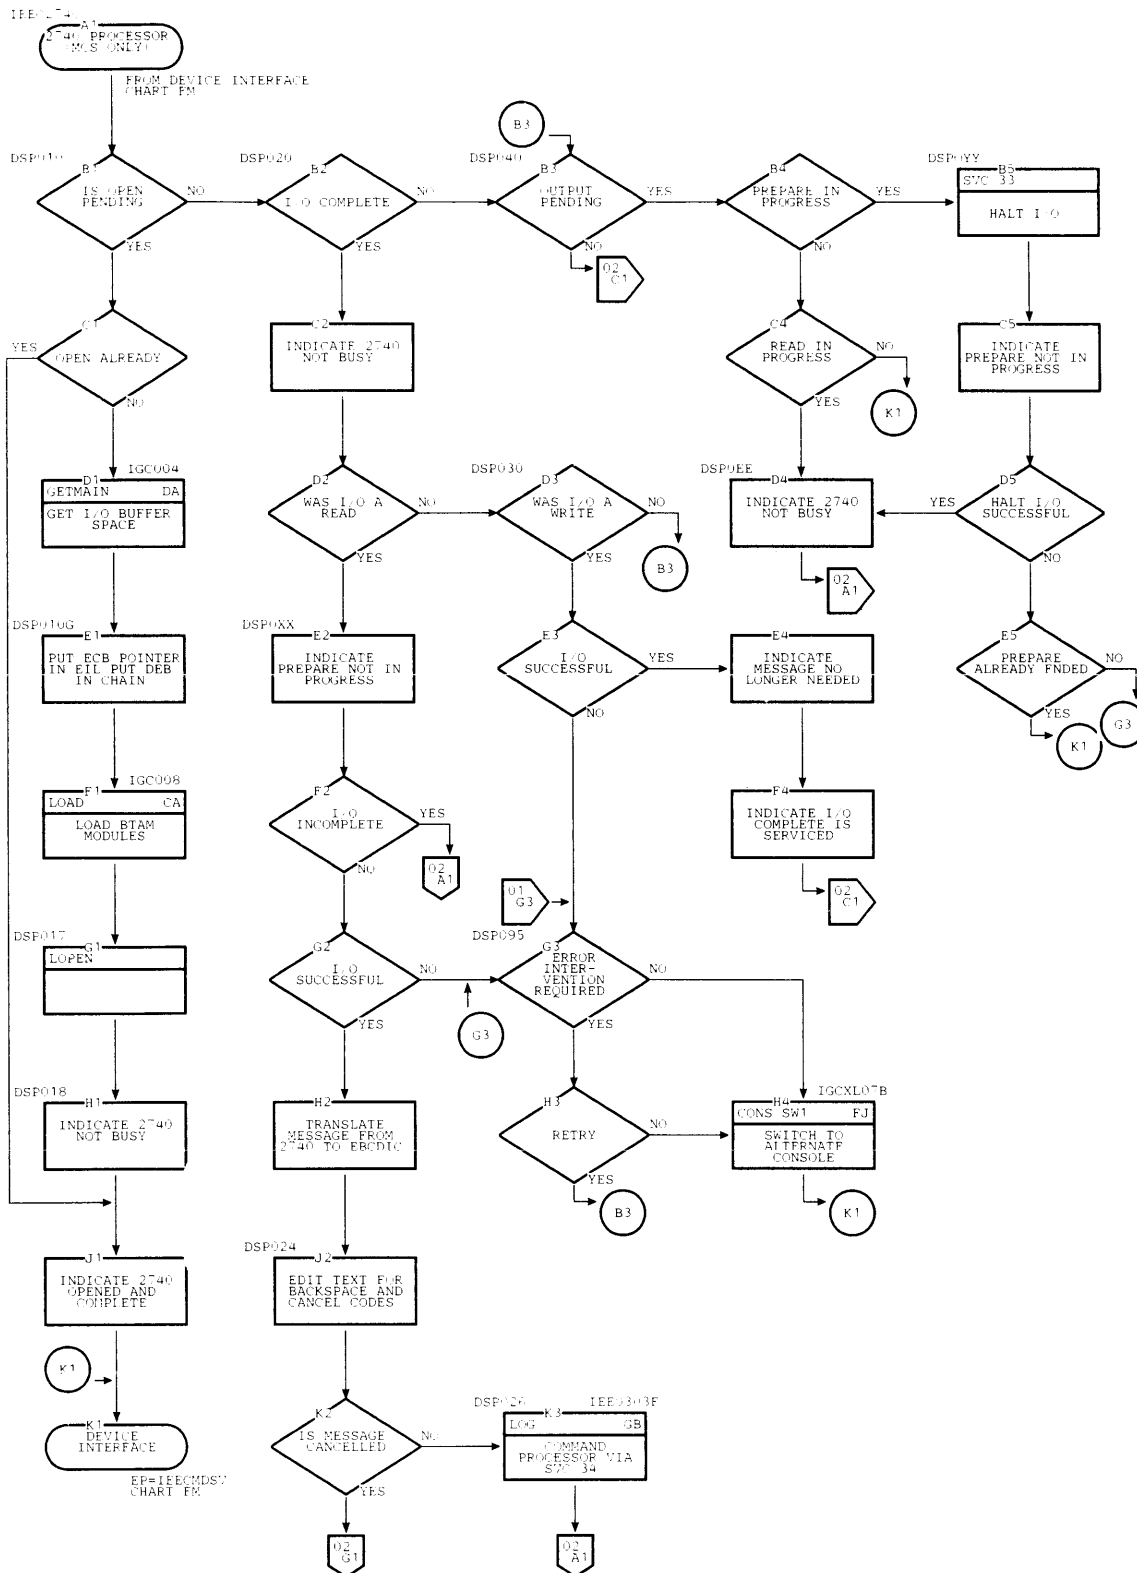 A1
2740 PROCESSOR
(MCS ONLY)
FROM DEVICE INTERFACE
CHART FM
B3
DSP010
B1
IS OPEN
PENDING
NO
YES
DSP020
B2
I/O COMPLETE
NO
YES
DSP040
B3
OUTPUT
PENDING
YES
NO
02
C1
B4
PREPARE IN
PROGRESS
YES
NO
DSP0YY
B5
SVC 33
HALT I/O
C1
YES
OPEN ALREADY
NO
C2
INDICATE 2740
NOT BUSY
C4
READ IN
PROGRESS
NO
YES
K1
C5
INDICATE
PREPARE NOT IN
PROGRESS
IGC004
D1
GETMAIN DA
GET I/O BUFFER
SPACE
D2
WAS I/O A
READ
NO
YES
DSP030
D3
WAS I/O A
WRITE
NO
YES
B3
DSP0EE
D4
INDICATE 2740
NOT BUSY
02
A1
D5
YES
HALT I/O
SUCCESSFUL
NO
DSP010G
E1
PUT ECB POINTER
IN EIL PUT DEB
IN CHAIN
DSP0XX
E2
INDICATE
PREPARE NOT IN
PROGRESS
E3
I/O
SUCCESSFUL
YES
NO
E4
INDICATE
MESSAGE NO
LONGER NEEDED
E5
PREPARE
ALREADY ENDED
NO
YES
K1
G3
IGC008
F1
LOAD CA
LOAD BTAM
MODULES
F2
I/O
INCOMPLETE
YES
NO
02
A1
F4
INDICATE I/O
COMPLETE IS
SERVICED
02
C1
01
G3
DSP017
G1
LOPEN
G2
I/O
SUCCESSFUL
NO
YES
G3
DSP095
G3
ERROR
INTER-
VENTION
REQUIRED
NO
YES
DSP018
H1
INDICATE 2740
NOT BUSY
H2
TRANSLATE
MESSAGE FROM
2740 TO EBCDIC
H3
RETRY
NO
YES
B3
IGCXL07B
H4
CONS SW1 FJ
SWITCH TO
ALTERNATE
CONSOLE
K1
J1
INDICATE 2740
OPENED AND
COMPLETE
DSP024
J2
EDIT TEXT FOR
BACKSPACE AND
CANCEL CODES
K1
K1
DEVICE
INTERFACE
EP=IEECMDSV
CHART FM
K2
IS MESSAGE
CANCELLED
NO
YES
02
G1
DSP026 IEE0303F
K3
LOG GB
COMMAND
PROCESSOR VIA
SVC 34
02
A1